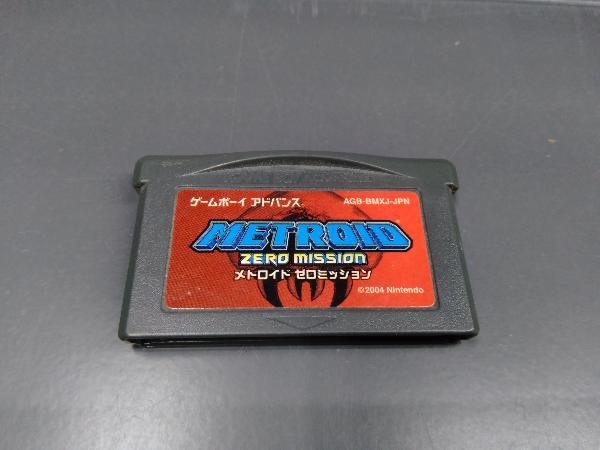 ゲームボーイ アドバンス
AGB-BMXJ-JPN
METROID
ZERO MISSION
メトロイド ゼロミッション
©2004 Nintendo